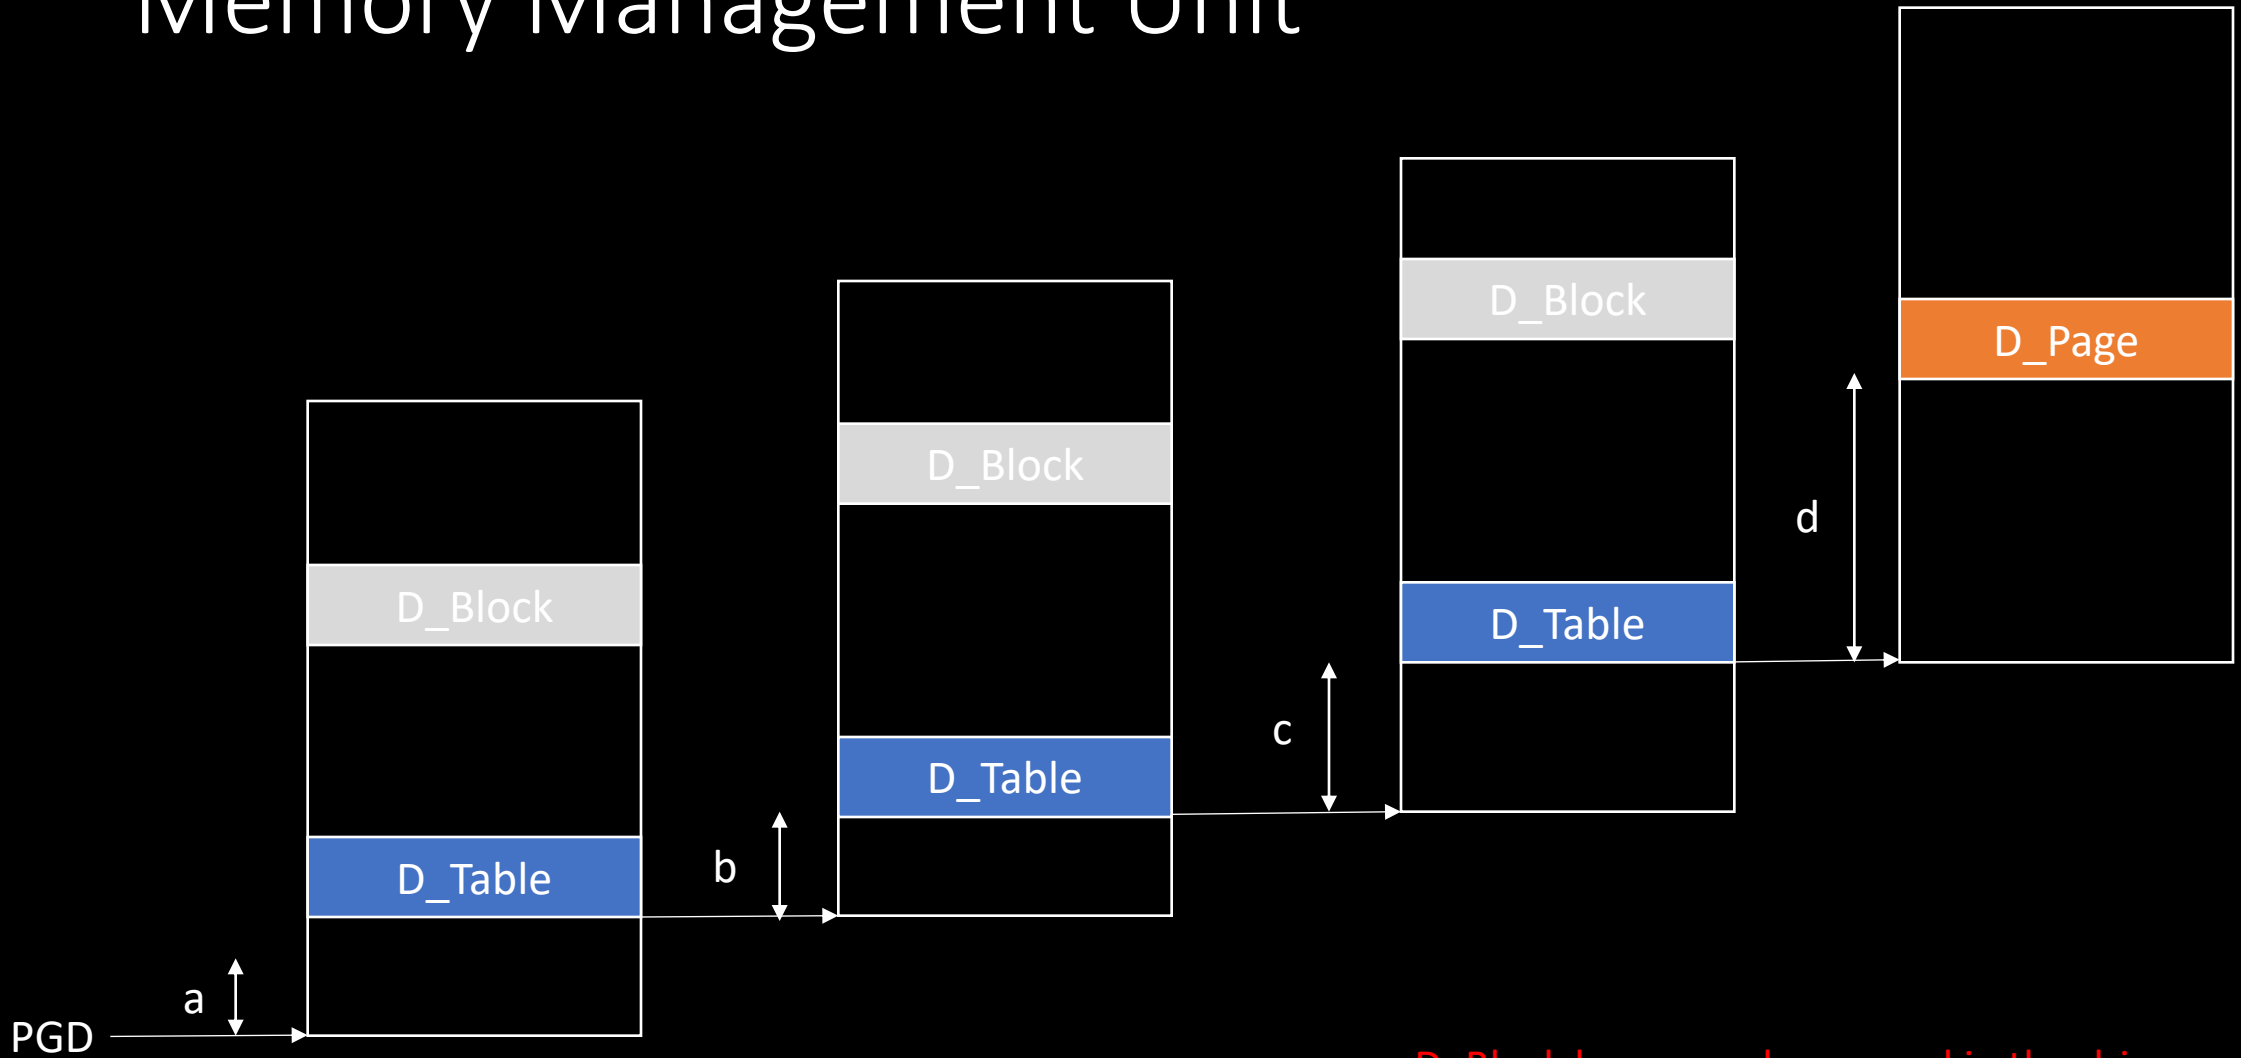 Memory Management Unit
D_Block
D_Table
a
PGD
D_Block
D_Table
b
D_Block
D_Table
c
D_Page
d